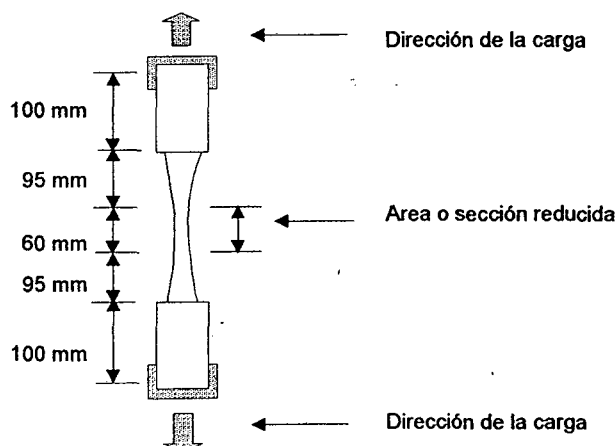 Dirección de la carga
100 mm
95 mm
Area o sección reducida
60 mm
95 mm
100 mm
Dirección de la carga